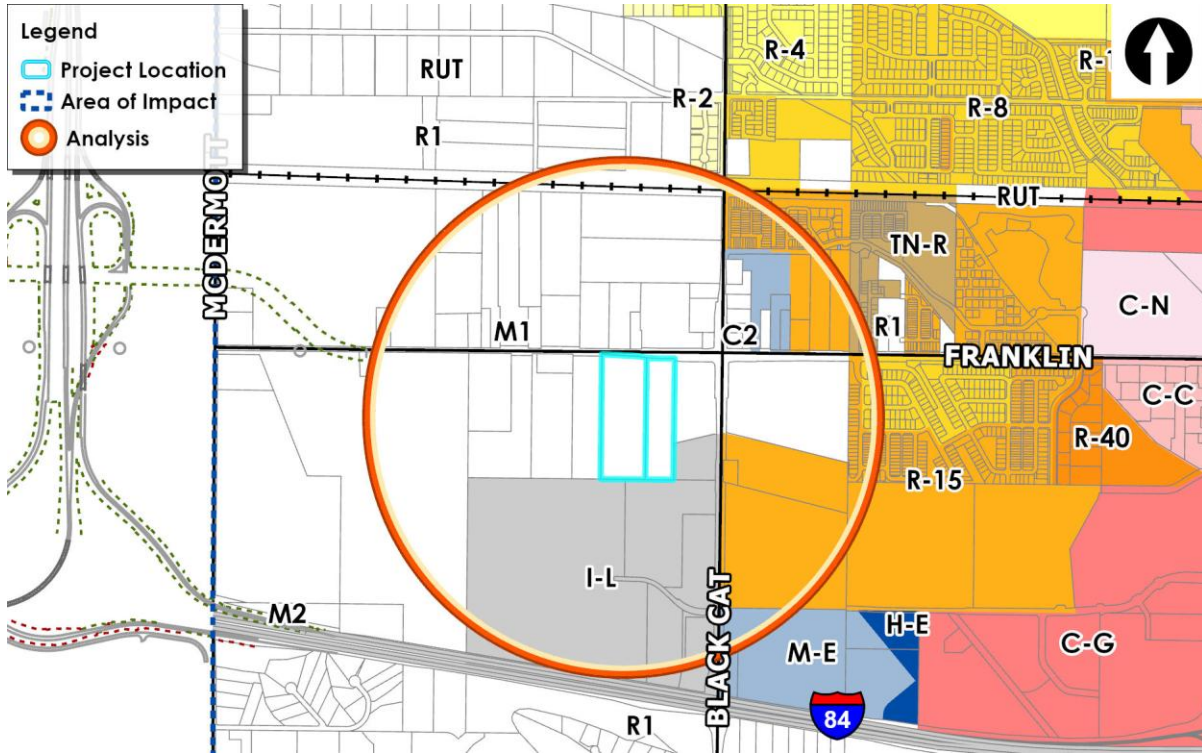 Legend
Project Location
Area of Impact
Analysis
RUT
R-4
R-2
R-8
R1
RUT
MCDERMOTT
TN-R
C-N
M1
C2
R1
FRANKLIN
C-C
R-40
R-15
I-L
M2
H-E
M-E
C-G
BLACK CAT
R1
84